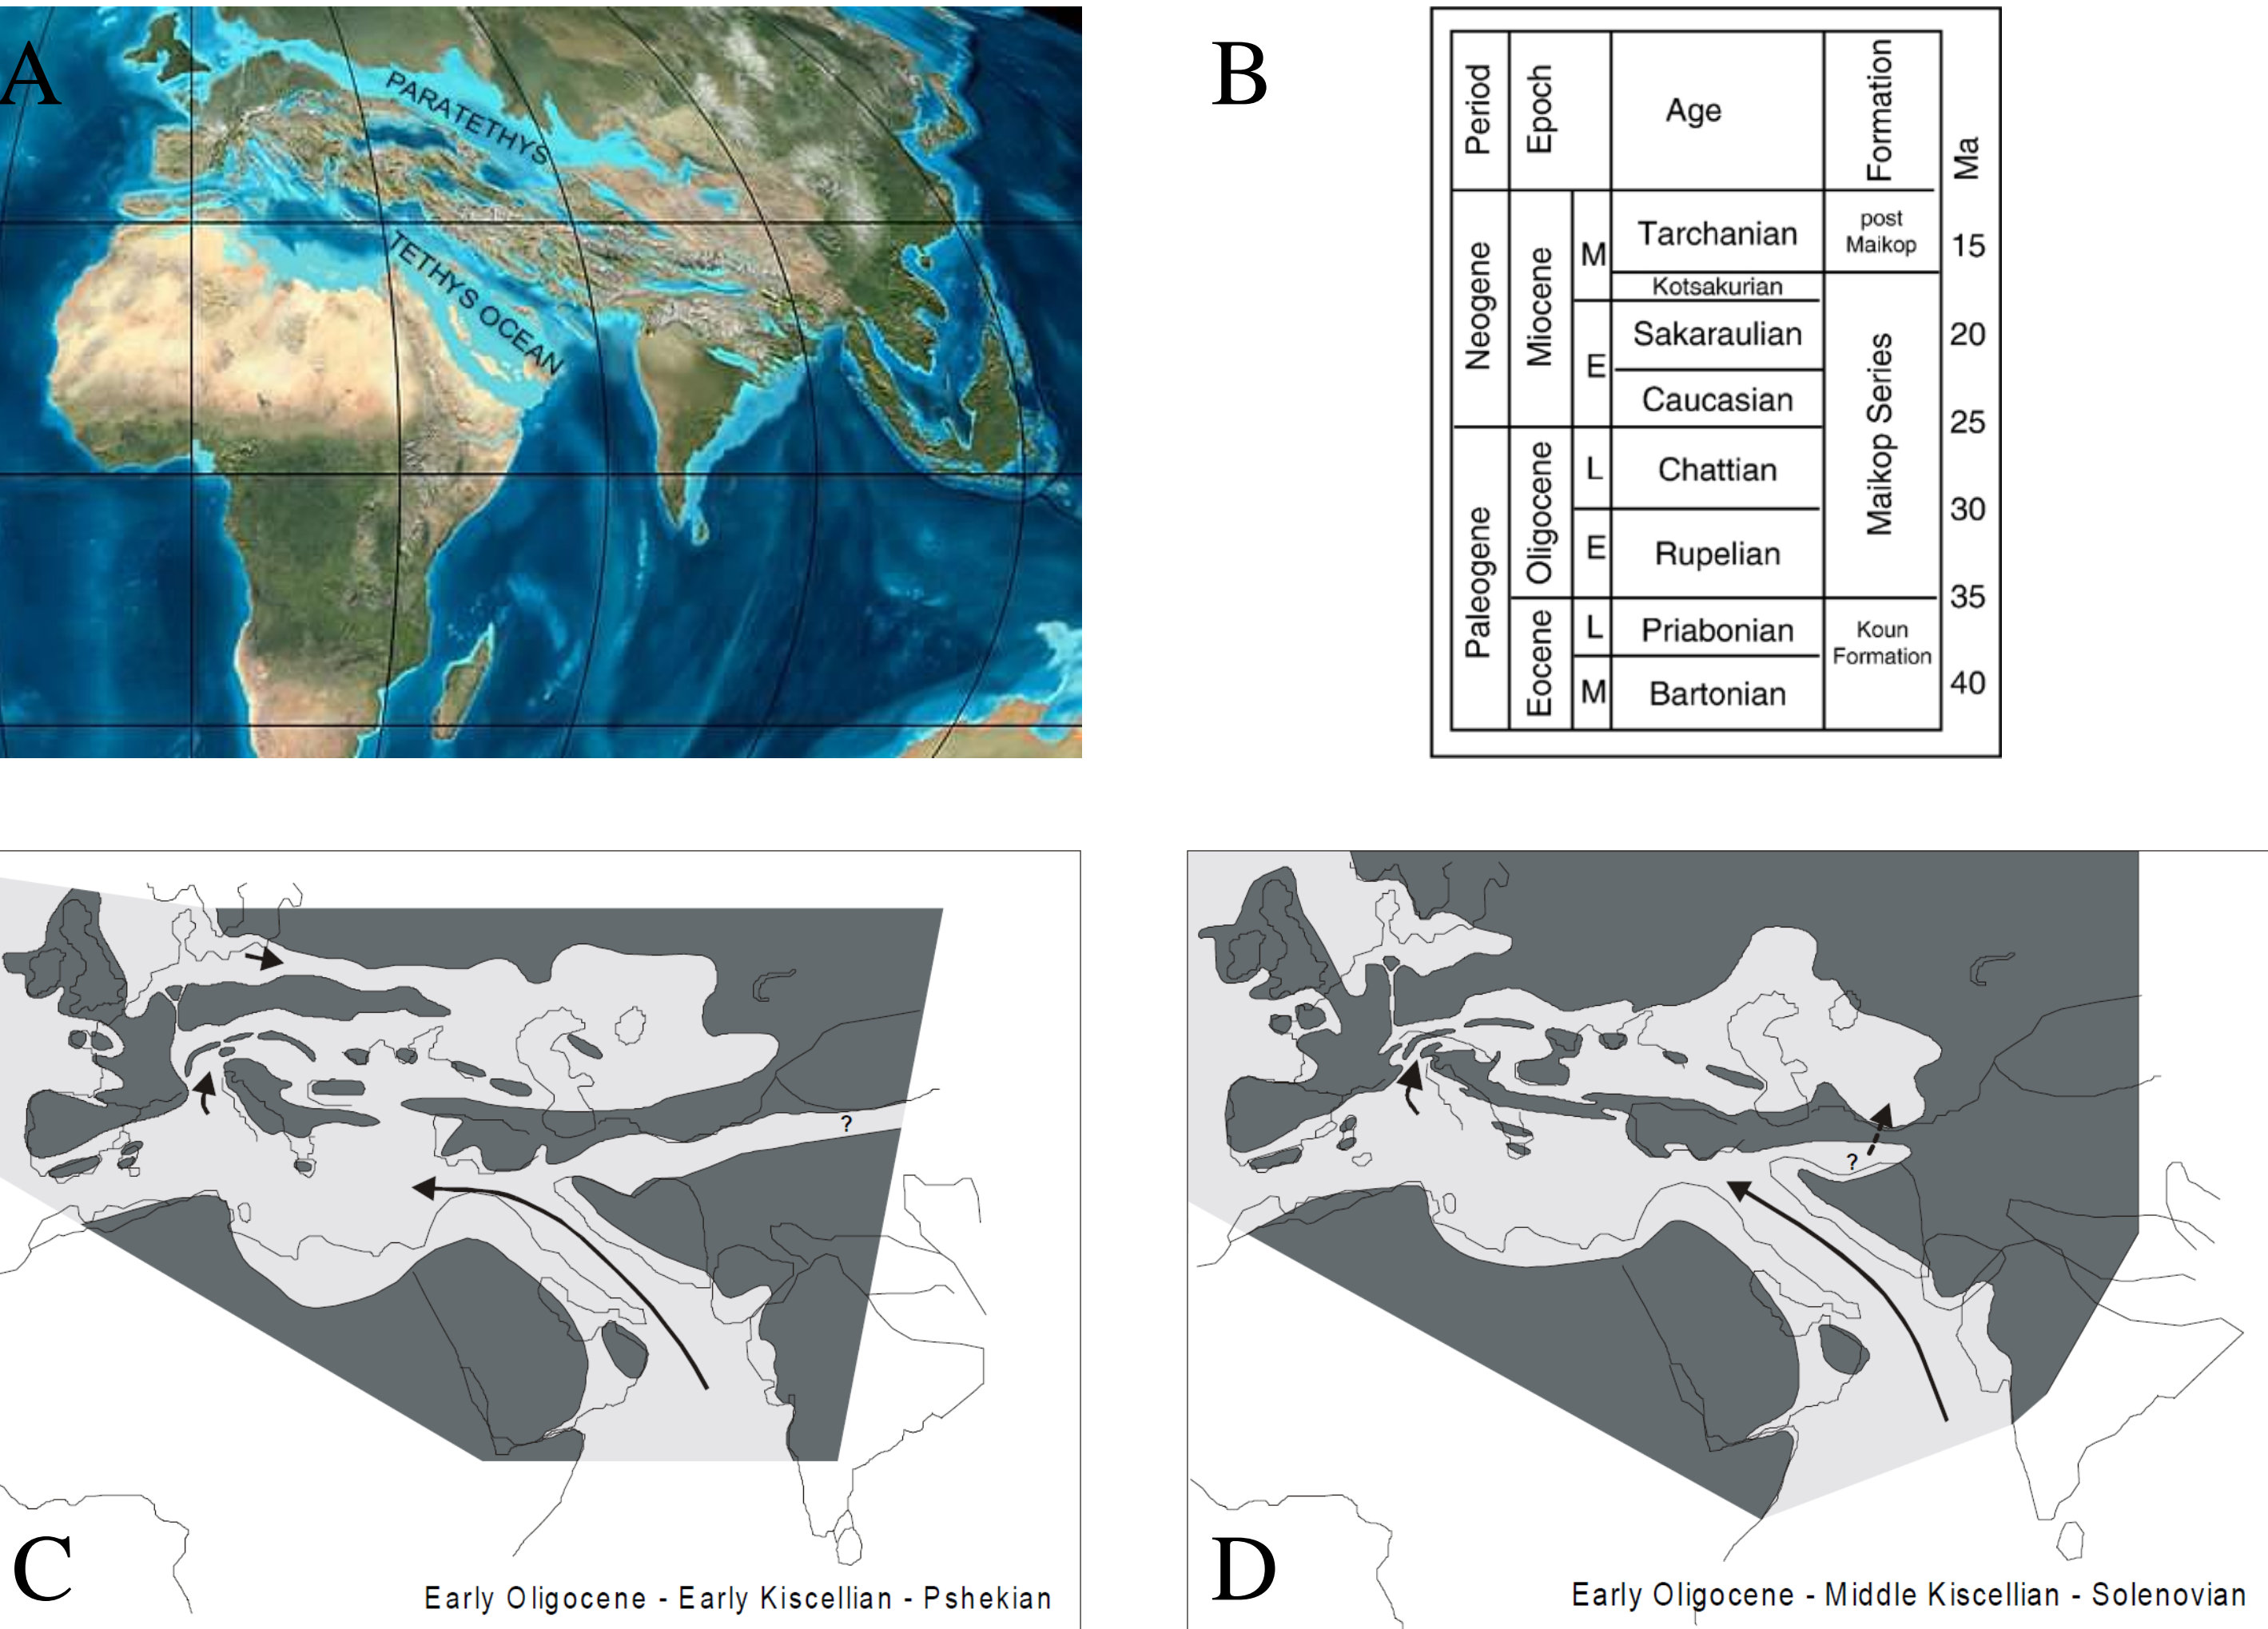 A
PARATETHYS
TETHYS OCEAN
B
Period
Epoch
Age
Formation
Ma
Neogene
Miocene
M
Tarchanian
post
Maikop
15
Kotsakurian
E
Sakaraulian
20
Caucasian
Maikop Series
25
Paleogene
Oligocene
L
Chattian
30
E
Rupelian
35
Eocene
L
Priabonian
Koun
Formation
M
Bartonian
40
?
C
Early Oligocene - Early Kiscellian - Pshekian
?
D
Early Oligocene - Middle Kiscellian - Solenovian